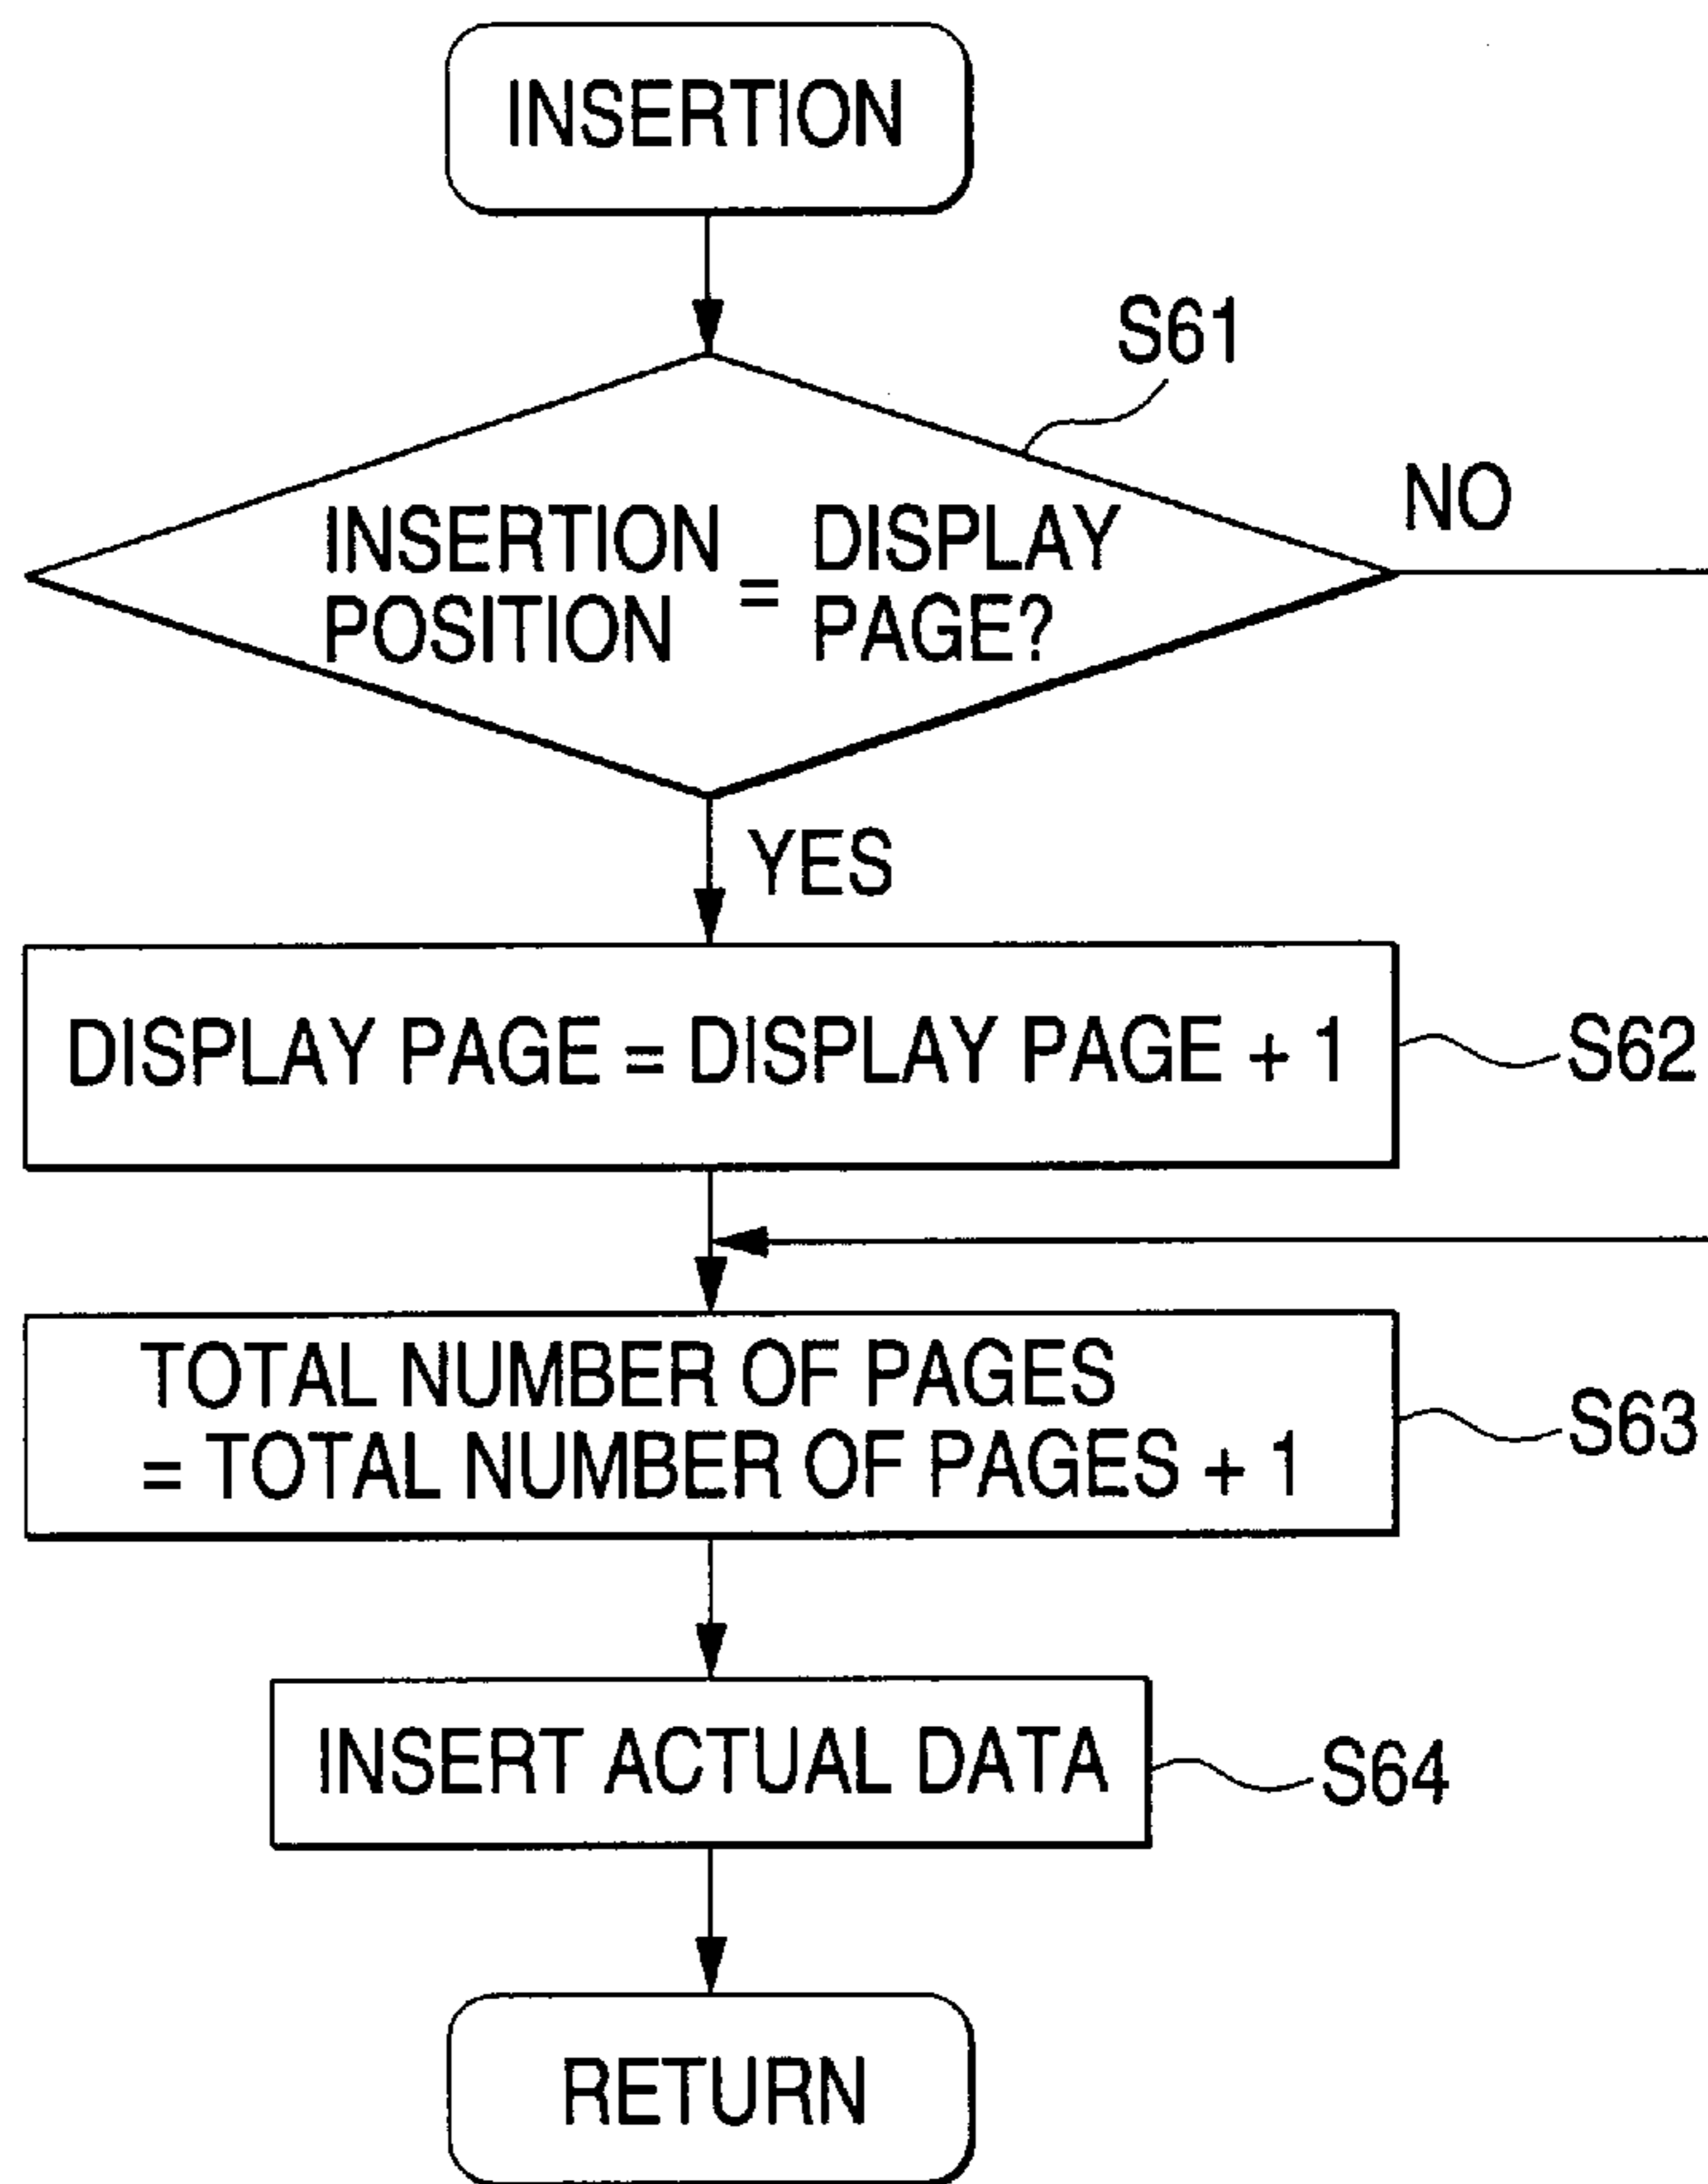 INSERTION
S61
NO
INSERTION
POSITION
=
DISPLAY
PAGE?
YES
DISPLAY PAGE = DISPLAY PAGE + 1
S62
TOTAL NUMBER OF PAGES
= TOTAL NUMBER OF PAGES + 1
S63
INSERT ACTUAL DATA
S64
RETURN